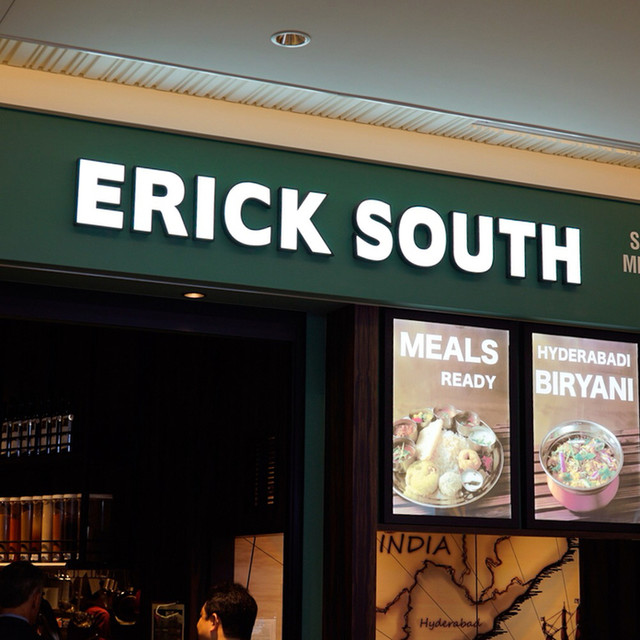 ERICK SOUTH
MEALS
READY
HYDERABADI
BIRYANI
INDIA
Hyderabad